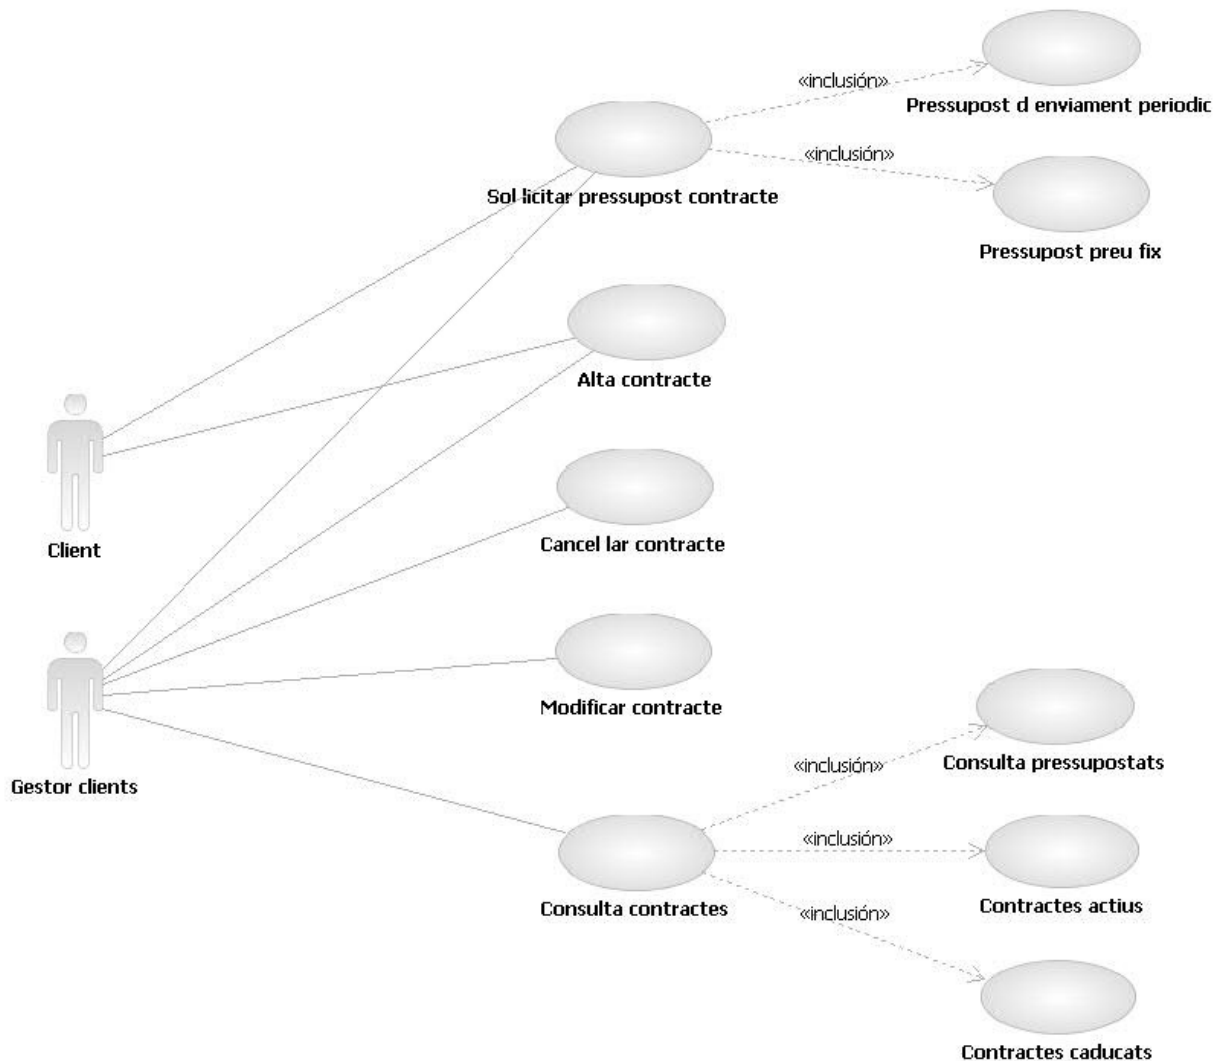 «inclusión»
Pressupost d enviament periodic
«inclusión»
Sol licitar pressupost contracte
Pressupost preu fix
Alta contracte
Client
Cancel lar contracte
Modificar contracte
Gestor clients
«inclusión»
Consulta pressupostats
«inclusión»
Consulta contractes
Contractes actius
«inclusión»
Contractes caducats